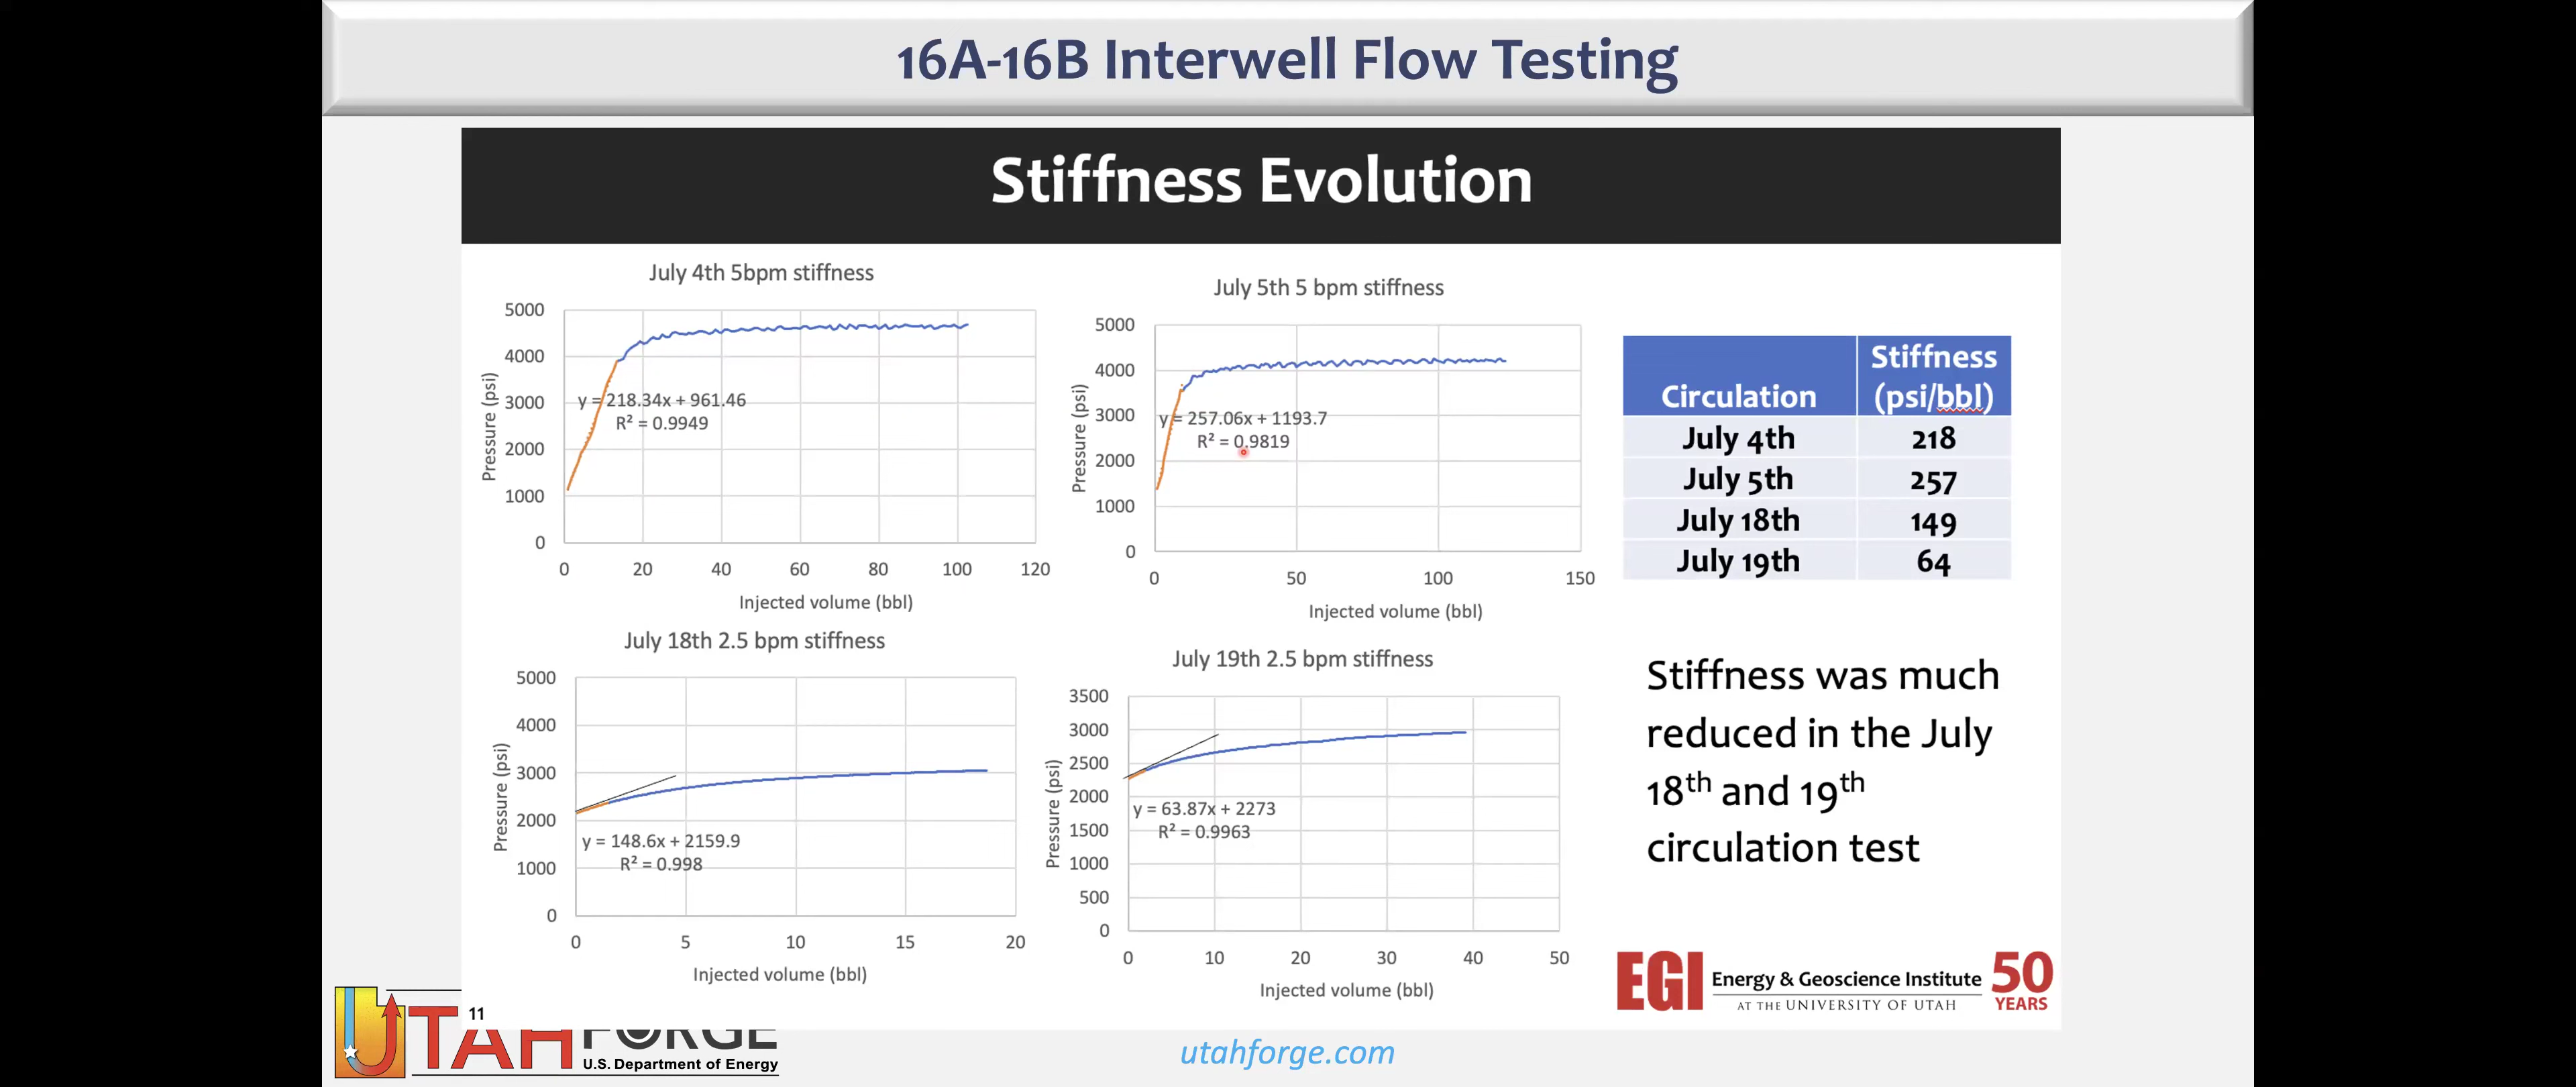 16A-16B Interwell Flow Testing
Stiffness Evolution
July 4th 5bpm stiffness
5000
4000
3000
2000
1000
0
Pressure (psi)
y = 218.34x + 961.46
R² = 0.9949
0 20 40 60 80 100 120
Injected volume (bbl)
July 5th 5 bpm stiffness
5000
4000
3000
2000
1000
0
Pressure (psi)
y = 257.06x + 1193.7
R² = 0.9819
0 50 100 150
Injected volume (bbl)
Circulation Stiffness (psi/bbl)
July 4th 218
July 5th 257
July 18th 149
July 19th 64
July 18th 2.5 bpm stiffness
5000
4000
3000
2000
1000
0
Pressure (psi)
y = 148.6x + 2159.9
R² = 0.998
0 5 10 15 20
Injected volume (bbl)
July 19th 2.5 bpm stiffness
3500
3000
2500
2000
1500
1000
500
0
Pressure (psi)
y = 63.87x + 2273
R² = 0.9963
0 10 20 30 40 50
Injected volume (bbl)
Stiffness was much
reduced in the July
18th and 19th
circulation test
EGI Energy & Geoscience Institute
AT THE UNIVERSITY OF UTAH
50
YEARS
11
UTAH FORGE
U.S. Department of Energy
utahforge.com